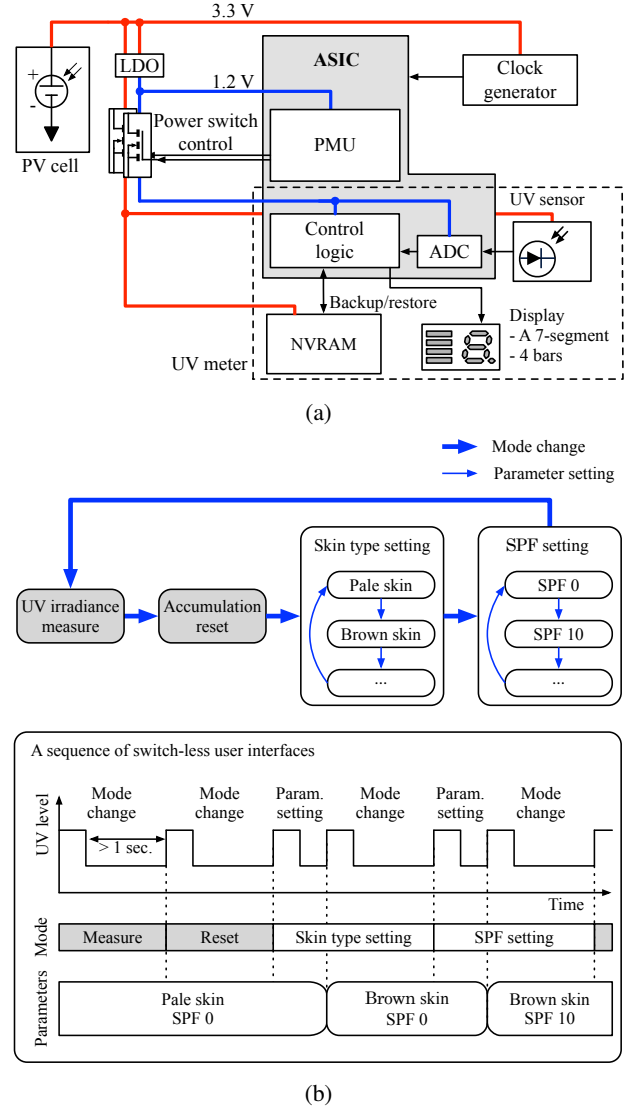 3.3 V
LDO
ASIC
Clock
generator
1.2 V
+
-
PV cell
Power switch
control
PMU
UV sensor
Control
logic
ADC
Backup/restore
NVRAM
UV meter
Display
- A 7-segment
- 4 bars
(a)
Mode change
Parameter setting
Skin type setting
SPF setting
Pale skin
SPF 0
UV irradiance
measure
Accumulation
reset
Brown skin
SPF 10
...
...
A sequence of switch-less user interfaces
Mode
change
Mode
change
Param.
setting
Mode
change
Param.
setting
Mode
change
UV level
> 1 sec.
Time
Mode
Measure
Reset
Skin type setting
SPF setting
Parameters
Pale skin
SPF 0
Brown skin
SPF 0
Brown skin
SPF 10
(b)